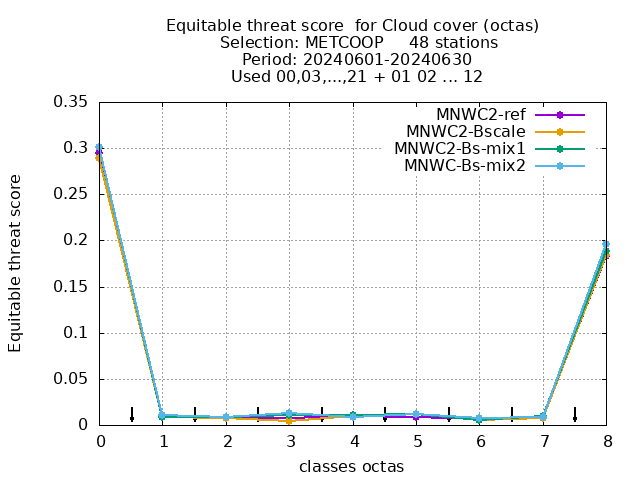 Equitable threat score  for Cloud cover (octas)
Selection: METCOOP     48 stations
Period: 20240601-20240630
Used 00,03,...,21 + 01 02 ... 12
MNWC2-ref
MNWC2-Bscale
MNWC2-Bs-mix1
MNWC-Bs-mix2
Equitable threat score
0.35
0.3
0.25
0.2
0.15
0.1
0.05
0
0 1 2 3 4 5 6 7 8
classes octas